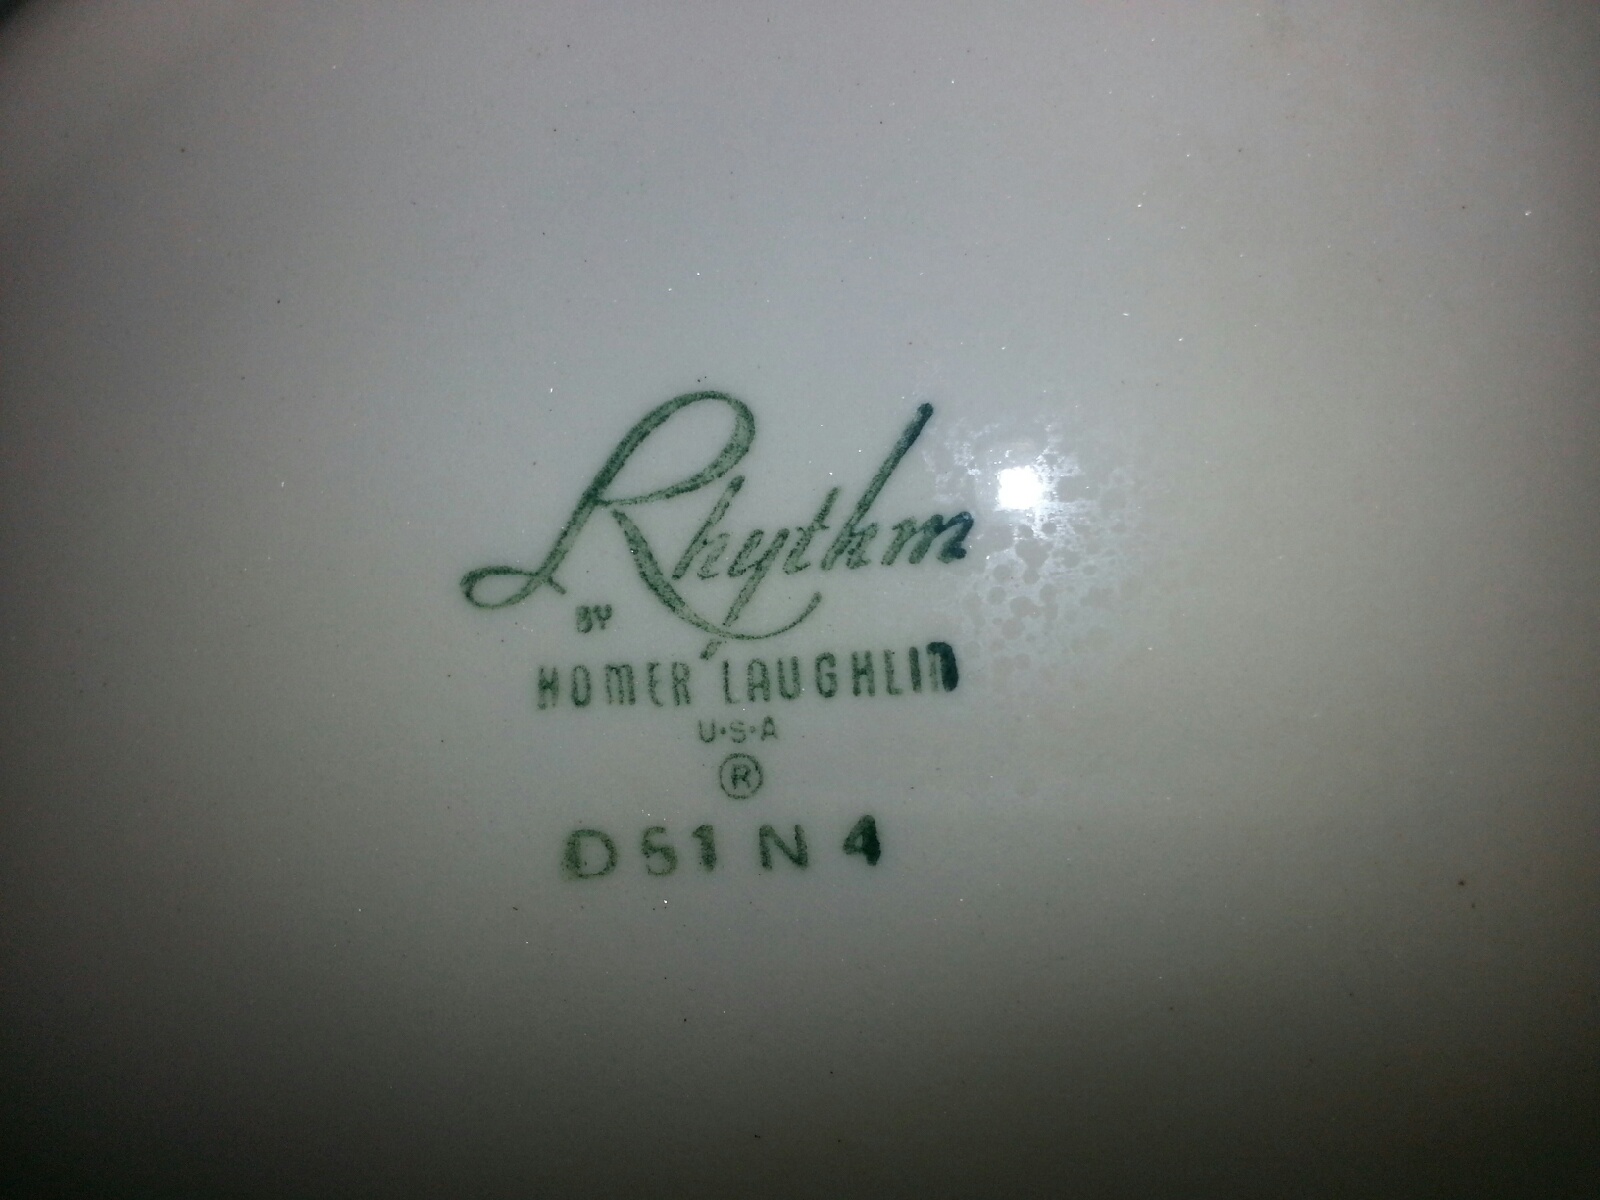 Rhythm
BY
HOMER LAUGHLIN
U·S·A
®
D51N4